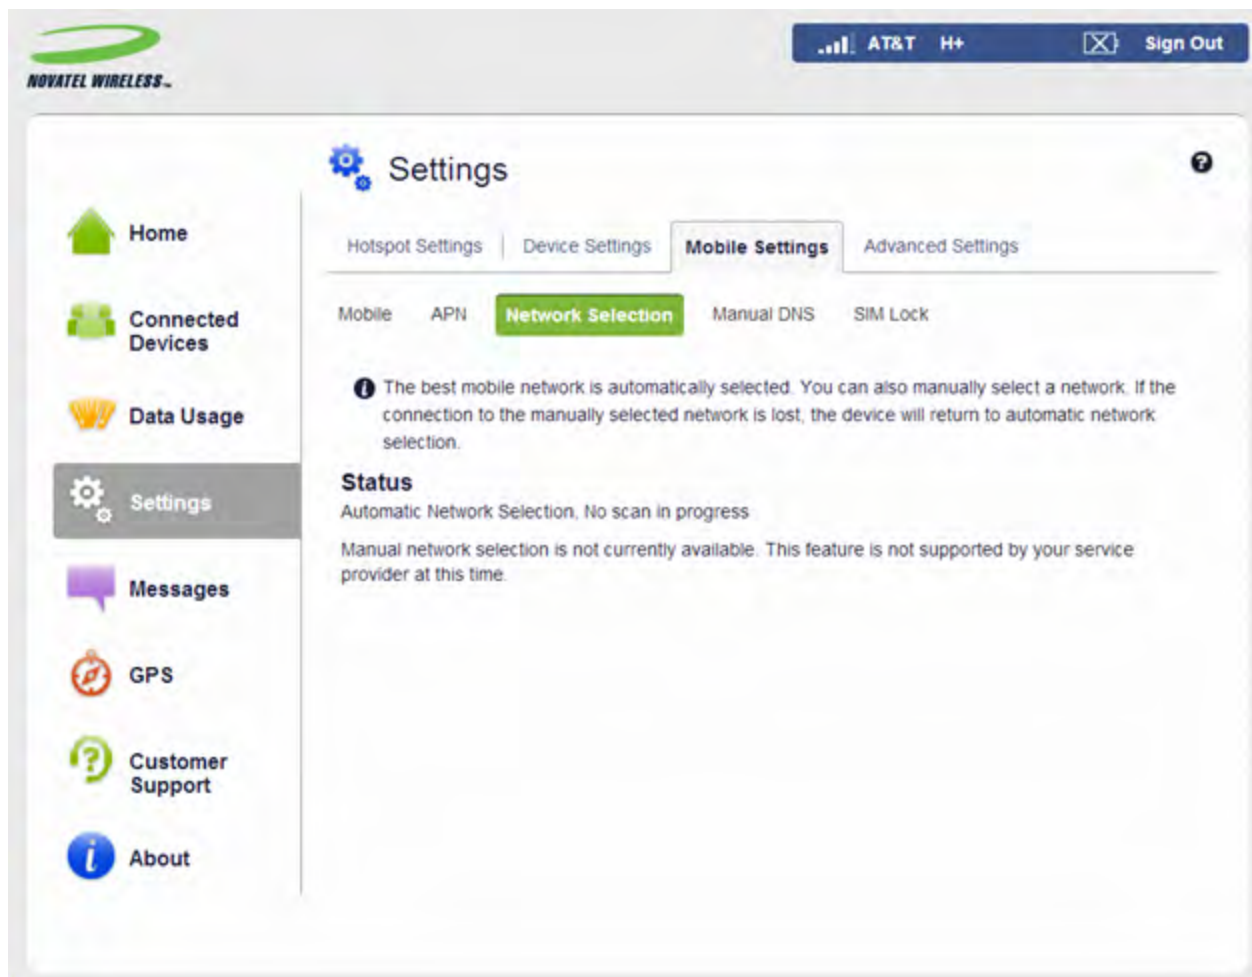 NOVATEL WIRELESS™
AT&T H+ Sign Out
Settings
Home
Connected
Devices
Data Usage
Settings
Messages
GPS
Customer
Support
About
Hotspot Settings Device Settings Mobile Settings Advanced Settings
Mobile APN Network Selection Manual DNS SIM Lock
The best mobile network is automatically selected. You can also manually select a network. If the
connection to the manually selected network is lost, the device will return to automatic network
selection.
Status
Automatic Network Selection, No scan in progress
Manual network selection is not currently available. This feature is not supported by your service
provider at this time.